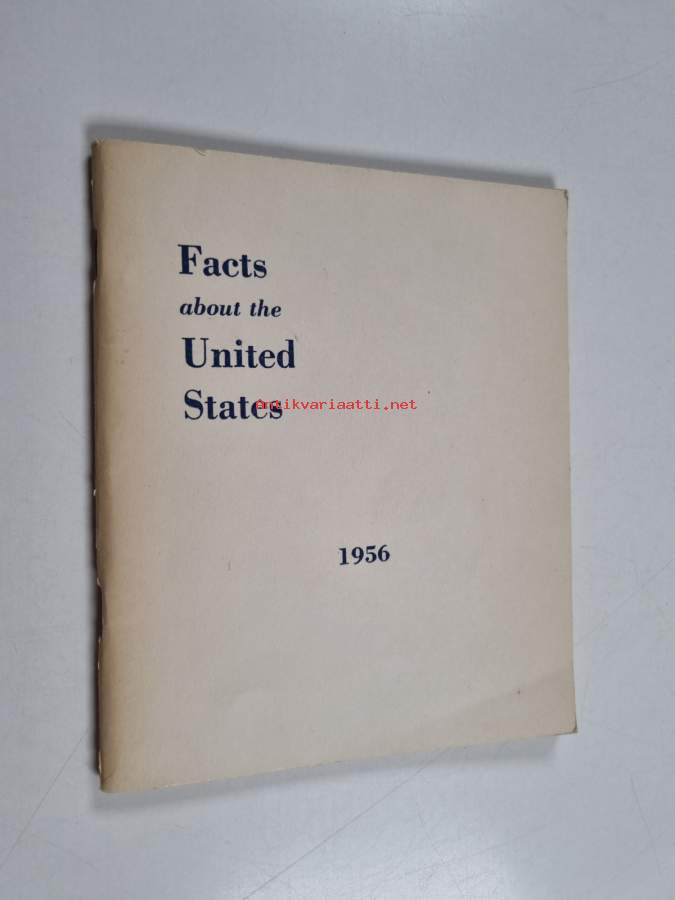 Facts
about the
United
States
antikvariaatti.net
1956